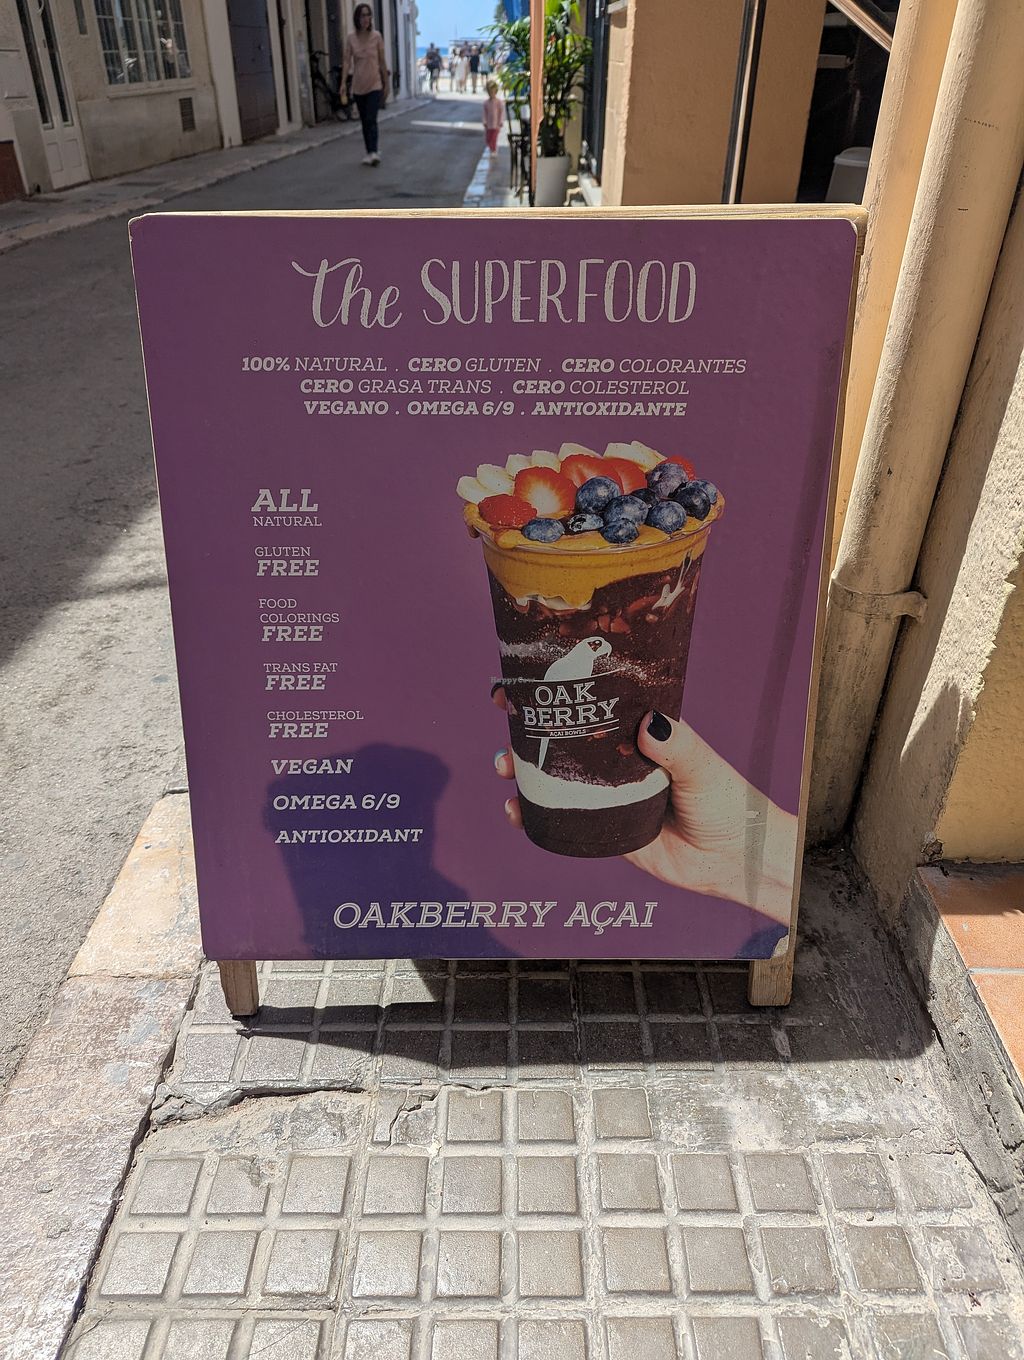 The SUPERFOOD
100% NATURAL . CERO GLUTEN . CERO COLORANTES
CERO GRASA TRANS . CERO COLESTEROL
VEGANO . OMEGA 6/9 . ANTIOXIDANTE
ALL
NATURAL
GLUTEN
FREE
FOOD
COLORINGS
FREE
TRANS FAT
FREE
CHOLESTEROL
FREE
VEGAN
OMEGA 6/9
ANTIOXIDANT
HappyCow
OAK
BERRY
AÇAI BOWLS
OAKBERRY AÇAI